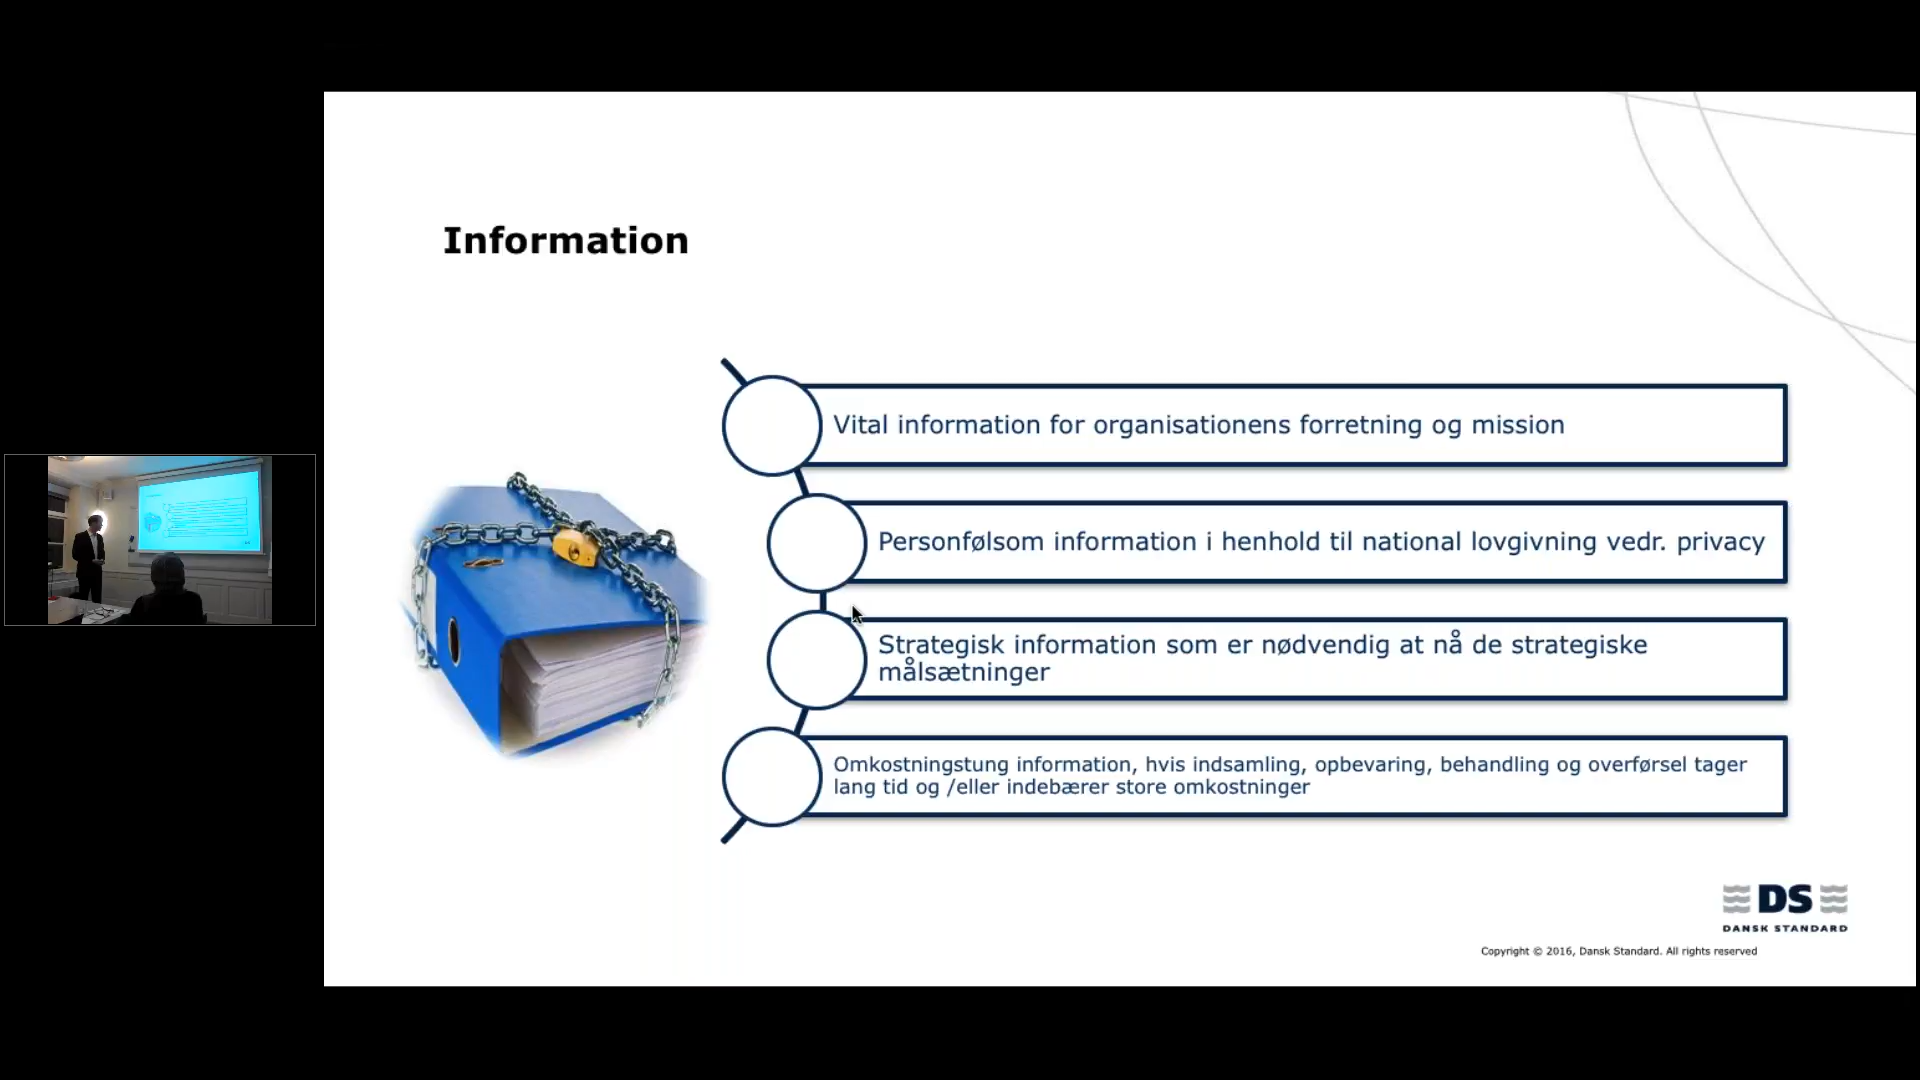 Information
Vital information for organisationens forretning og mission
Personfølsom information i henhold til national lovgivning vedr. privacy
Strategisk information som er nødvendig at nå de strategiske
målsætninger
Omkostningstung information, hvis indsamling, opbevaring, behandling og overførsel tager
lang tid og /eller indebærer store omkostninger
DS
DANSK STANDARD
Copyright © 2016, Dansk Standard. All rights reserved